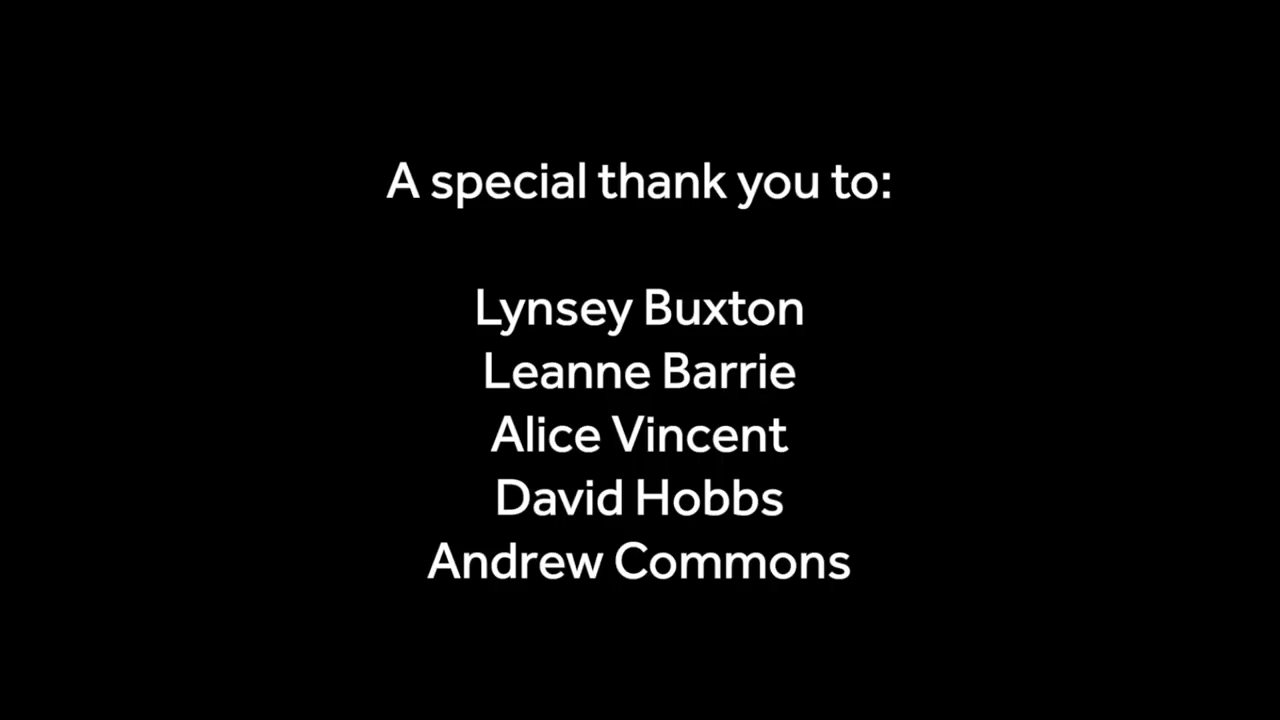 A special thank you to:
Lynsey Buxton
Leanne Barrie
Alice Vincent
David Hobbs
Andrew Commons